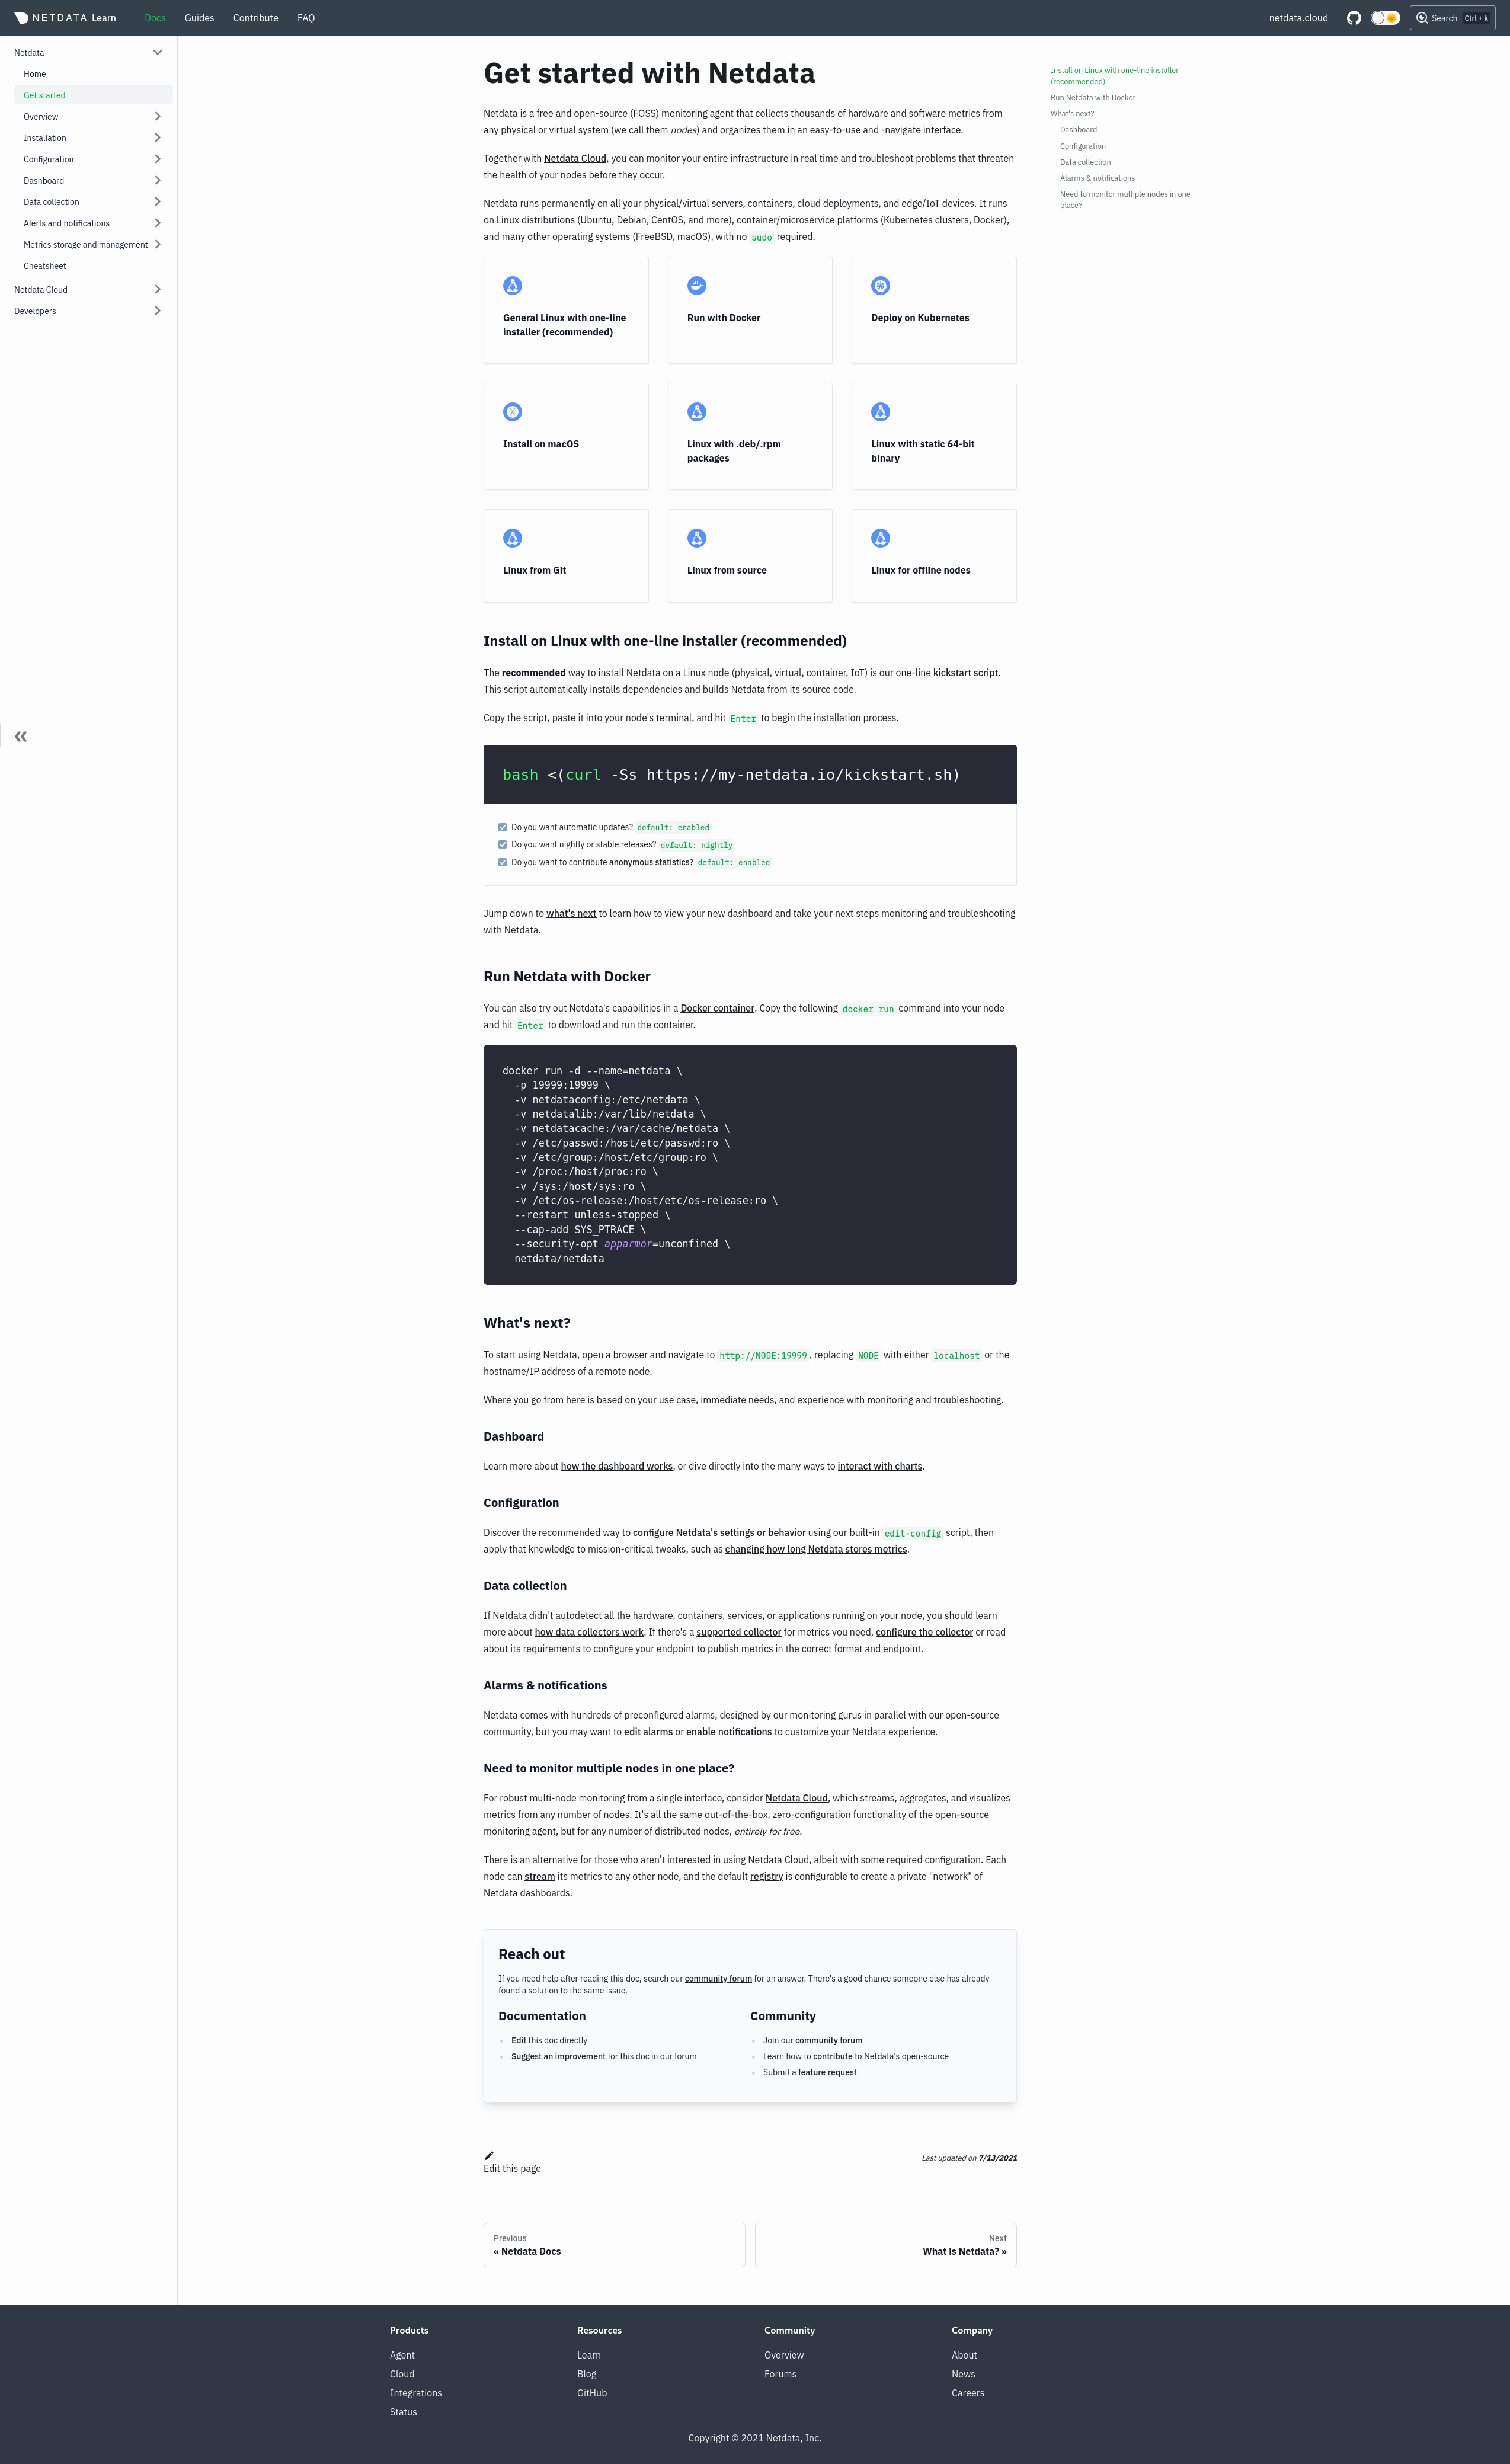 NETDATA Learn
Docs
Guides
Contribute
FAQ
netdata.cloud
Search
Ctrl + k
Netdata
Home
Get started
Overview
Installation
Configuration
Dashboard
Data collection
Alerts and notifications
Metrics storage and management
Cheatsheet
Netdata Cloud
Developers
Get started with Netdata
Netdata is a free and open-source (FOSS) monitoring agent that collects thousands of hardware and software metrics from
any physical or virtual system (we call them nodes) and organizes them in an easy-to-use and -navigate interface.
Together with Netdata Cloud, you can monitor your entire infrastructure in real time and troubleshoot problems that threaten
the health of your nodes before they occur.
Netdata runs permanently on all your physical/virtual servers, containers, cloud deployments, and edge/IoT devices. It runs
on Linux distributions (Ubuntu, Debian, CentOS, and more), container/microservice platforms (Kubernetes clusters, Docker),
and many other operating systems (FreeBSD, macOS), with no sudo required.
General Linux with one-line
installer (recommended)
Run with Docker
Deploy on Kubernetes
Install on macOS
Linux with .deb/.rpm
packages
Linux with static 64-bit
binary
Linux from Git
Linux from source
Linux for offline nodes
Install on Linux with one-line installer (recommended)
The recommended way to install Netdata on a Linux node (physical, virtual, container, IoT) is our one-line kickstart script.
This script automatically installs dependencies and builds Netdata from its source code.
Copy the script, paste it into your node's terminal, and hit Enter to begin the installation process.
bash <(curl -Ss https://my-netdata.io/kickstart.sh)
Do you want automatic updates? default: enabled
Do you want nightly or stable releases? default: nightly
Do you want to contribute anonymous statistics? default: enabled
Jump down to what's next to learn how to view your new dashboard and take your next steps monitoring and troubleshooting
with Netdata.
Run Netdata with Docker
You can also try out Netdata's capabilities in a Docker container. Copy the following docker run command into your node
and hit Enter to download and run the container.
docker run -d --name=netdata \
-p 19999:19999 \
-v netdataconfig:/etc/netdata \
-v netdatalib:/var/lib/netdata \
-v netdatacache:/var/cache/netdata \
-v /etc/passwd:/host/etc/passwd:ro \
-v /etc/group:/host/etc/group:ro \
-v /proc:/host/proc:ro \
-v /sys:/host/sys:ro \
-v /etc/os-release:/host/etc/os-release:ro \
--restart unless-stopped \
--cap-add SYS_PTRACE \
--security-opt apparmor=unconfined \
netdata/netdata
What's next?
To start using Netdata, open a browser and navigate to http://NODE:19999, replacing NODE with either localhost or the
hostname/IP address of a remote node.
Where you go from here is based on your use case, immediate needs, and experience with monitoring and troubleshooting.
Dashboard
Learn more about how the dashboard works, or dive directly into the many ways to interact with charts.
Configuration
Discover the recommended way to configure Netdata's settings or behavior using our built-in edit-config script, then
apply that knowledge to mission-critical tweaks, such as changing how long Netdata stores metrics.
Data collection
If Netdata didn't autodetect all the hardware, containers, services, or applications running on your node, you should learn
more about how data collectors work. If there's a supported collector for metrics you need, configure the collector or read
about its requirements to configure your endpoint to publish metrics in the correct format and endpoint.
Alarms & notifications
Netdata comes with hundreds of preconfigured alarms, designed by our monitoring gurus in parallel with our open-source
community, but you may want to edit alarms or enable notifications to customize your Netdata experience.
Need to monitor multiple nodes in one place?
For robust multi-node monitoring from a single interface, consider Netdata Cloud, which streams, aggregates, and visualizes
metrics from any number of nodes. It's all the same out-of-the-box, zero-configuration functionality of the open-source
monitoring agent, but for any number of distributed nodes, entirely for free.
There is an alternative for those who aren't interested in using Netdata Cloud, albeit with some required configuration. Each
node can stream its metrics to any other node, and the default registry is configurable to create a private "network" of
Netdata dashboards.
Reach out
If you need help after reading this doc, search our community forum for an answer. There's a good chance someone else has already
found a solution to the same issue.
Documentation
Edit this doc directly
Suggest an improvement for this doc in our forum
Community
Join our community forum
Learn how to contribute to Netdata's open-source
Submit a feature request
Edit this page
Last updated on 7/13/2021
Previous
« Netdata Docs
Next
What is Netdata? »
Install on Linux with one-line installer
(recommended)
Run Netdata with Docker
What's next?
Dashboard
Configuration
Data collection
Alarms & notifications
Need to monitor multiple nodes in one
place?
Products
Agent
Cloud
Integrations
Status
Resources
Learn
Blog
GitHub
Community
Overview
Forums
Company
About
News
Careers
Copyright © 2021 Netdata, Inc.